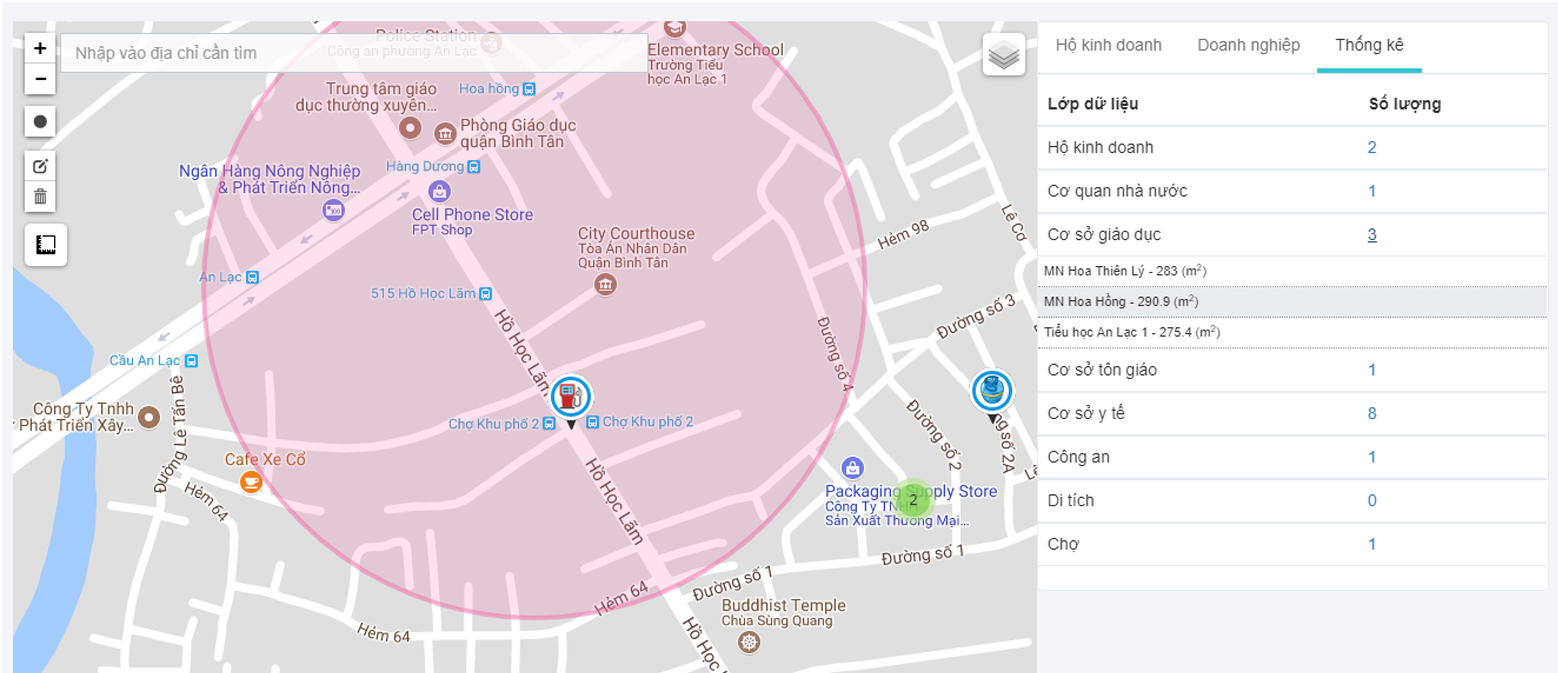 +
Nhập vào địa chỉ cần tìm
−
Police Station
Công an phường An Lạc
Elementary School
Trường Tiểu
học An Lạc 1
Trung tâm giáo
dục thường xuyên...
Hoa hồng
Phòng Giáo dục
quận Bình Tân
Ngân Hàng Nông Nghiệp
& Phát Triển Nông...
Hàng Dương
Cell Phone Store
FPT Shop
City Courthouse
Tòa Án Nhân Dân
Quận Bình Tân
Hẻm 98
Lê Cơ
An Lạc
515 Hồ Học Lãm
Hồ Học Lãm
Đường số 4
Đường số 3
Cầu An Lạc
Công Ty Tnhh
Phát Triển Xây...
Đường Lê Tấn Bê
Chợ Khu phố 2
Chợ Khu phố 2
Đường số 2
ng số 2A
Cafe Xe Cổ
Hẻm 64
Hồ Học Lãm
Packaging Supply Store
Công Ty TNHH
Sản Xuất Thương Mại...
2
Đường số 1
Đường số 1
Hẻm 64
Hẻm 64
Buddhist Temple
Chùa Sùng Quang
Hồ Học L
Hộ kinh doanh
Doanh nghiệp
Thống kê
Lớp dữ liệu Số lượng
Hộ kinh doanh 2
Cơ quan nhà nước 1
Cơ sở giáo dục 3
MN Hoa Thiên Lý - 283 (m²)
MN Hoa Hồng - 290.9 (m²)
Tiểu học An Lạc 1 - 275.4 (m²)
Cơ sở tôn giáo 1
Cơ sở y tế 8
Công an 1
Di tích 0
Chợ 1